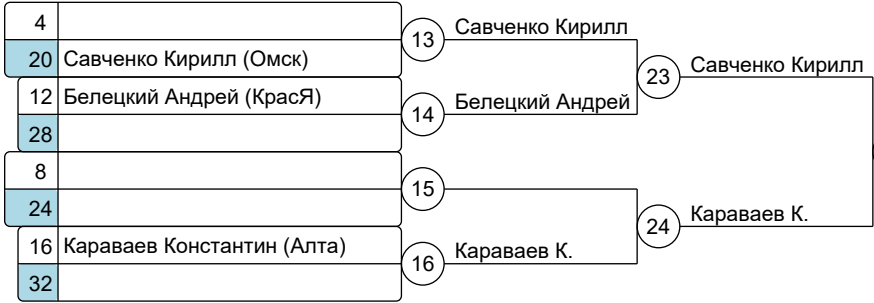 4
20 Савченко Кирилл (Омск)
12 Белецкий Андрей (КрасЯ)
28
8
24
16 Караваев Константин (Алта)
32
13 Савченко Кирилл
14 Белецкий Андрей
15
16 Караваев К.
23 Савченко Кирилл
24 Караваев К.